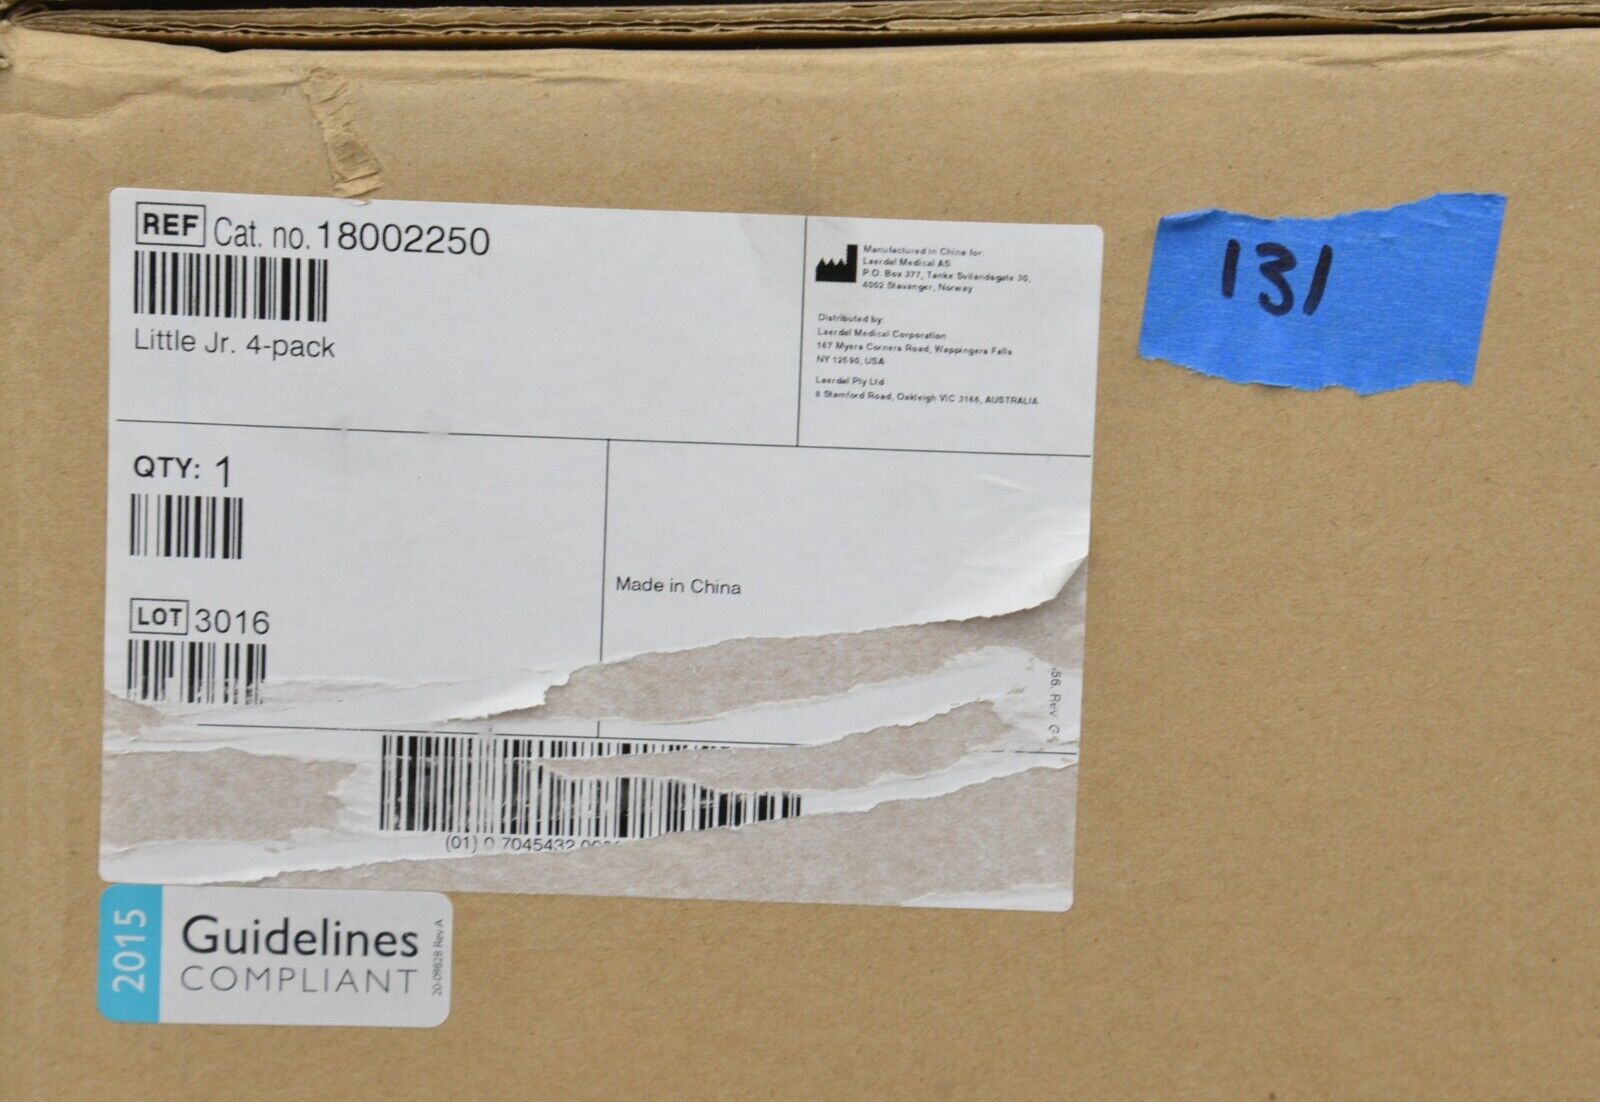 REF Cat. no. 18002250
Little Jr. 4-pack
Manufactured in China for:
Laerdal Medical AS
P.O. Box 377, Tanke Svilandsgate 30,
4002 Stavanger, Norway
Distributed by:
Laerdal Medical Corporation
167 Myers Corners Road, Wappingers Falls
NY 12590, USA
Laerdal Pty Ltd
8 Stamford Road, Oakleigh VIC 3166, AUSTRALIA
131
QTY: 1
LOT 3016
Made in China
56 Rev G
(01) 0 7045432
2015
Guidelines
COMPLIANT
20-09828 Rev A